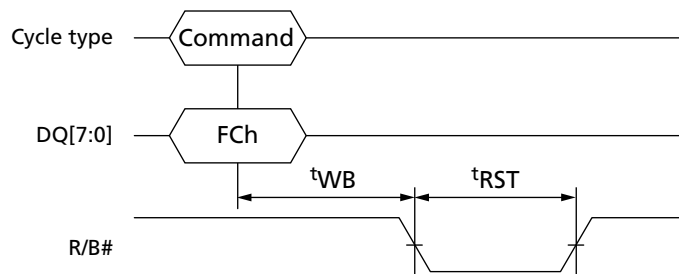 Cycle type
Command
DQ[7:0]
FCh
tWB
tRST
R/B#